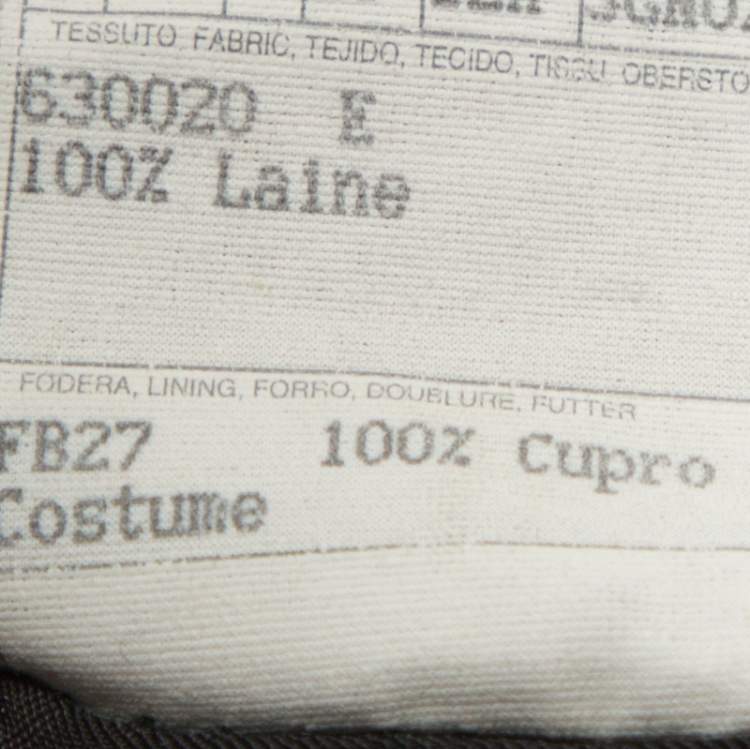 TESSUTO FABRIC, TEJIDO, TECIDO, TISSU OBERSTO
630020 E
100% Laine
FODERA, LINING, FORRO, DOUBLURE, FUTTER
FB27 100% Cupro
Costume